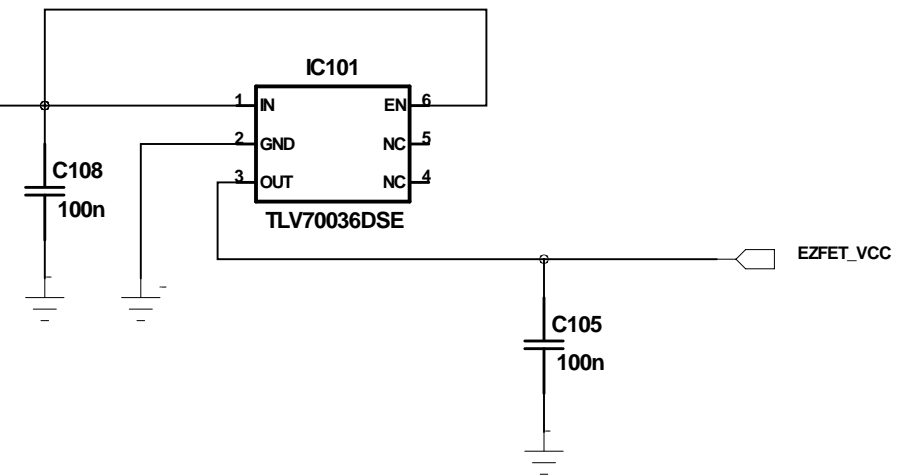 IC101
1 IN EN 6
2 GND NC 5
3 OUT NC 4
TLV70036DSE
C108
100n
EZFET_VCC
C105
100n